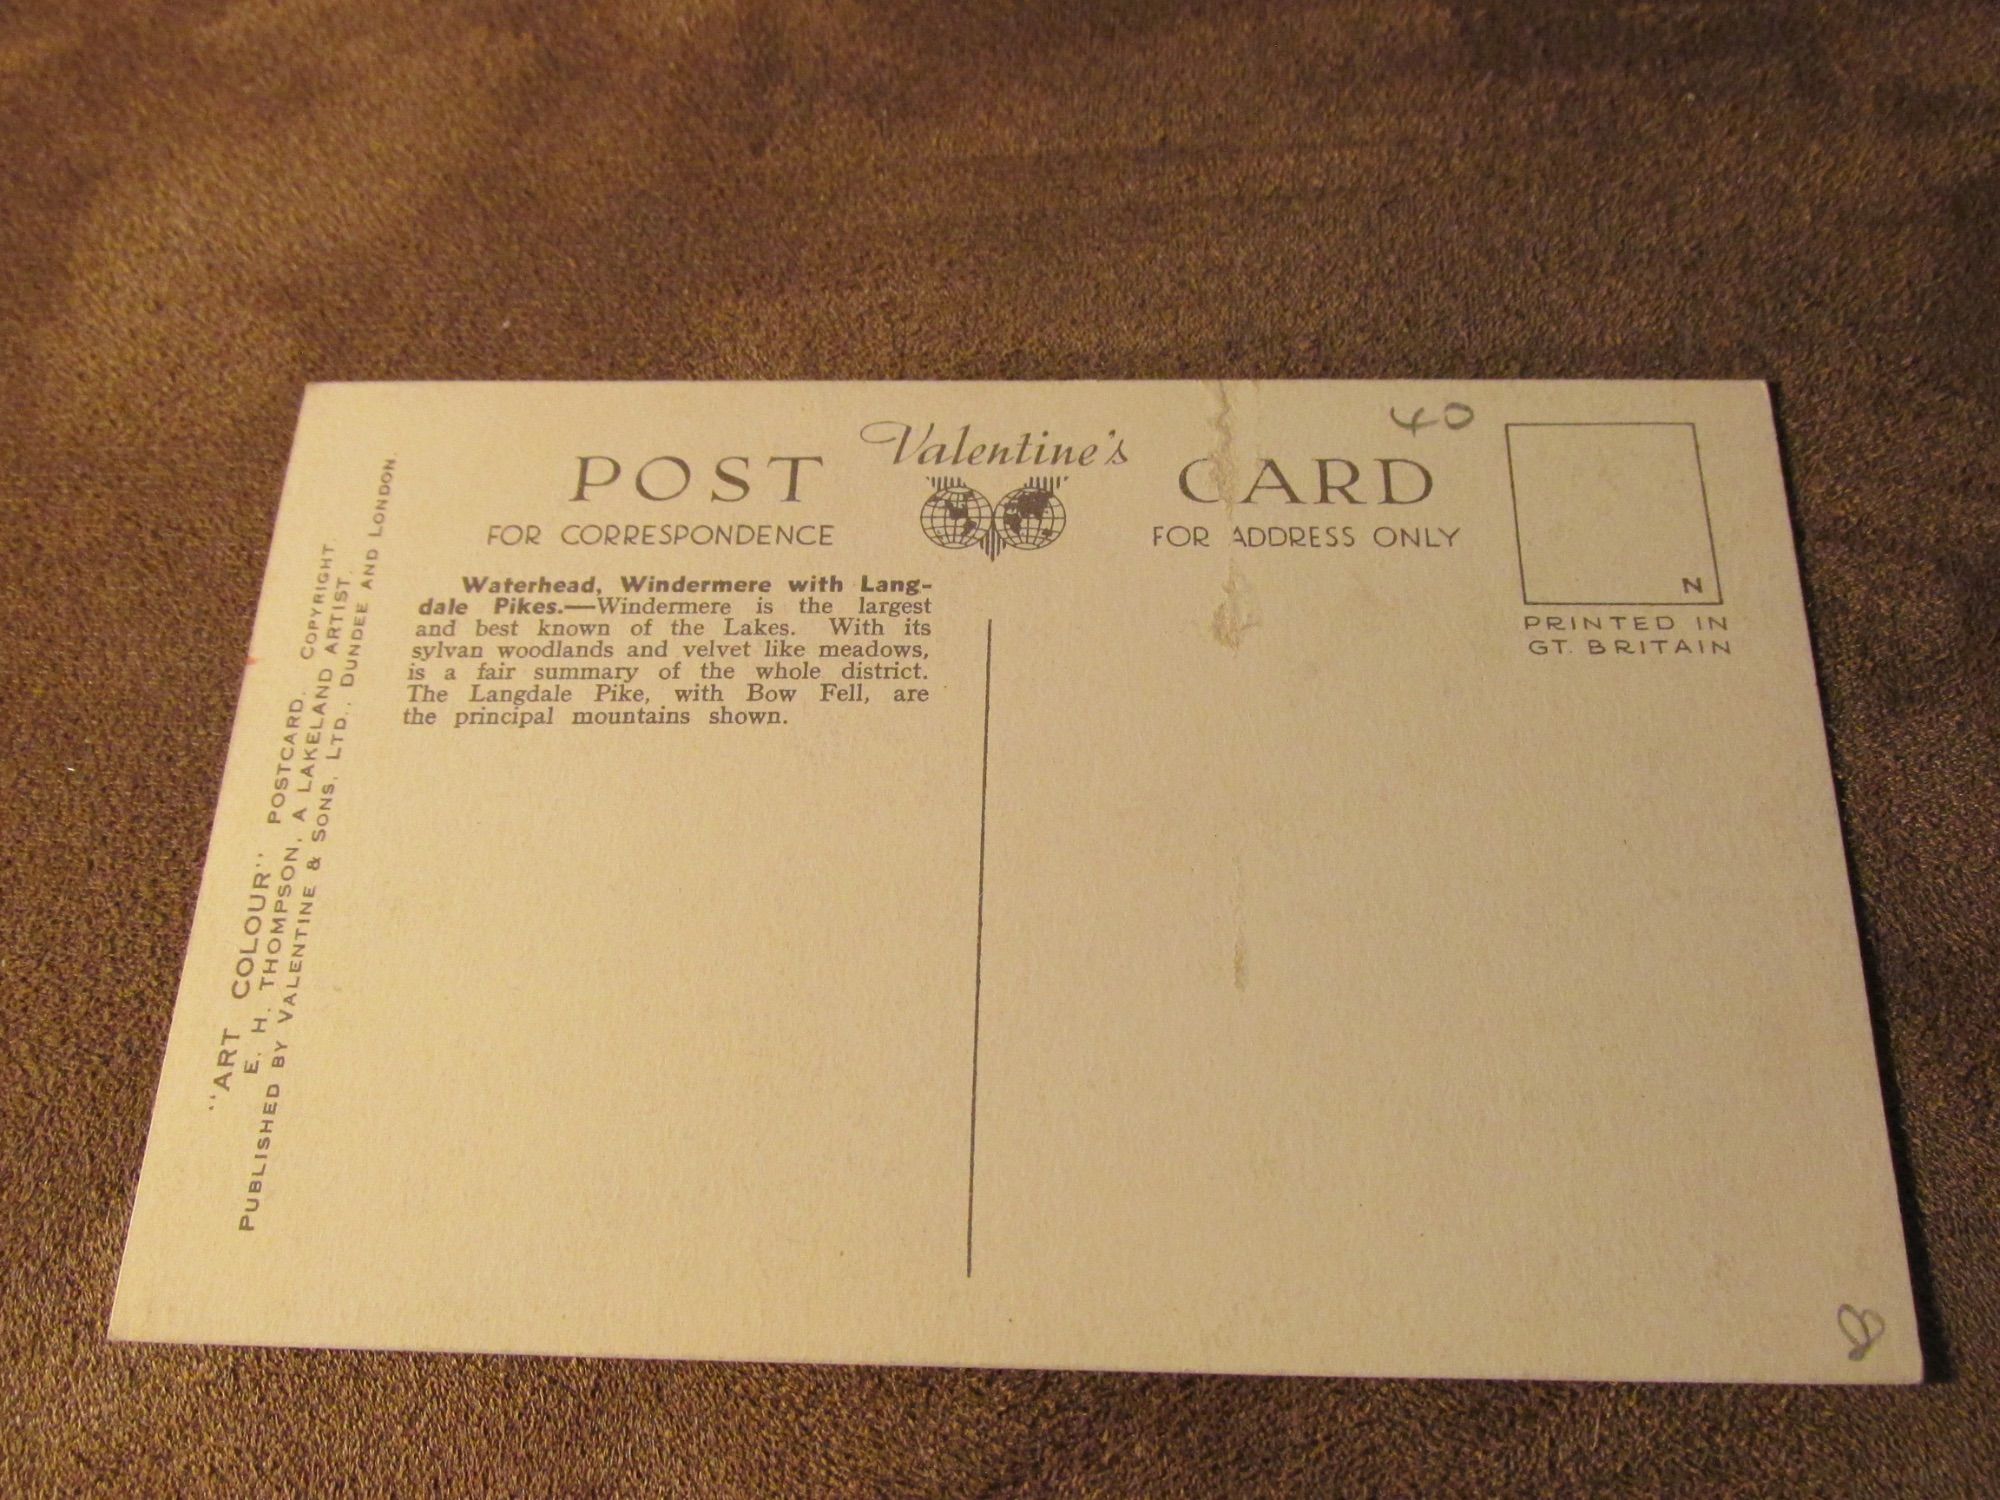 "ART COLOUR" POSTCARD. COPYRIGHT.
E. H. THOMPSON, A LAKELAND ARTIST.
PUBLISHED BY VALENTINE & SONS, LTD., DUNDEE AND LONDON.
Valentine's
POST CARD
FOR CORRESPONDENCE
FOR ADDRESS ONLY
40
N
PRINTED IN
GT. BRITAIN
Waterhead, Windermere with Lang-
dale Pikes.—Windermere is the largest
and best known of the Lakes. With its
sylvan woodlands and velvet like meadows,
is a fair summary of the whole district.
The Langdale Pike, with Bow Fell, are
the principal mountains shown.
8